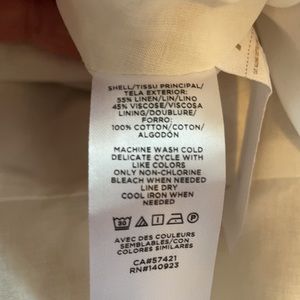 SHELL/TISSU PRINCIPAL/
TELA EXTERIOR:
55% LINEN/LIN/LINO
45% VISCOSE/VISCOSA
LINING/DOUBLURE/
FORRO:
100% COTTON/COTON/
ALGODÓN
MACHINE WASH COLD
DELICATE CYCLE WITH
LIKE COLORS
ONLY NON-CHLORINE
BLEACH WHEN NEEDED
LINE DRY
COOL IRON WHEN NEEDED
30 P
AVEC DES COULEURS
SEMBLABLES/CON
COLORES SIMILARES
CA#57421
RN#140923